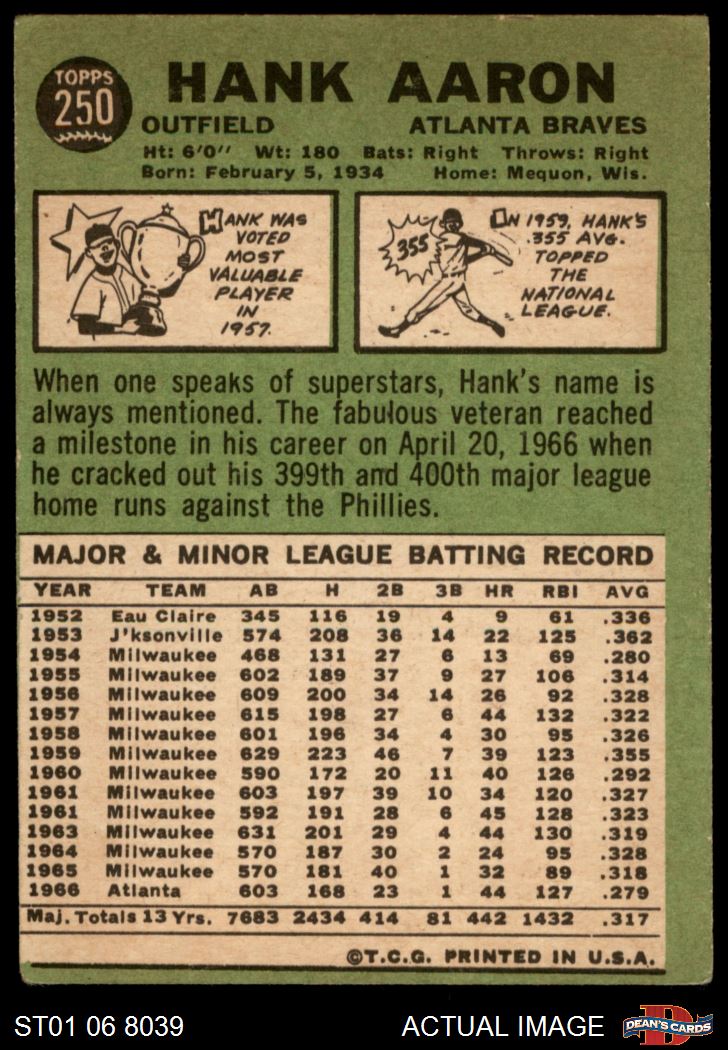 TOPPS
250
HANK AARON
OUTFIELD ATLANTA BRAVES
Ht: 6'0" Wt: 180 Bats: Right Throws: Right
Born: February 5, 1934 Home: Mequon, Wis.
HANK WAS
VOTED
MOST
VALUABLE
PLAYER
IN
1957.
355
IN 1959, HANK'S
.355 AVG.
TOPPED
THE
NATIONAL
LEAGUE.
When one speaks of superstars, Hank's name is
always mentioned. The fabulous veteran reached
a milestone in his career on April 20, 1966 when
he cracked out his 399th and 400th major league
home runs against the Phillies.
MAJOR & MINOR LEAGUE BATTING RECORD
YEAR TEAM AB H 2B 3B HR RBI AVG
1952 Eau Claire 345 116 19 4 9 61 .336
1953 J'ksonville 574 208 36 14 22 125 .362
1954 Milwaukee 468 131 27 6 13 69 .280
1955 Milwaukee 602 189 37 9 27 106 .314
1956 Milwaukee 609 200 34 14 26 92 .328
1957 Milwaukee 615 198 27 6 44 132 .322
1958 Milwaukee 601 196 34 4 30 95 .326
1959 Milwaukee 629 223 46 7 39 123 .355
1960 Milwaukee 590 172 20 11 40 126 .292
1961 Milwaukee 603 197 39 10 34 120 .327
1961 Milwaukee 592 191 28 6 45 128 .323
1963 Milwaukee 631 201 29 4 44 130 .319
1964 Milwaukee 570 187 30 2 24 95 .328
1965 Milwaukee 570 181 40 1 32 89 .318
1966 Atlanta 603 168 23 1 44 127 .279
Maj. Totals 13 Yrs. 7683 2434 414 81 442 1432 .317
©T.C.G. PRINTED IN U.S.A.
ST01 06 8039 ACTUAL IMAGE
D
DEAN'S CARDS